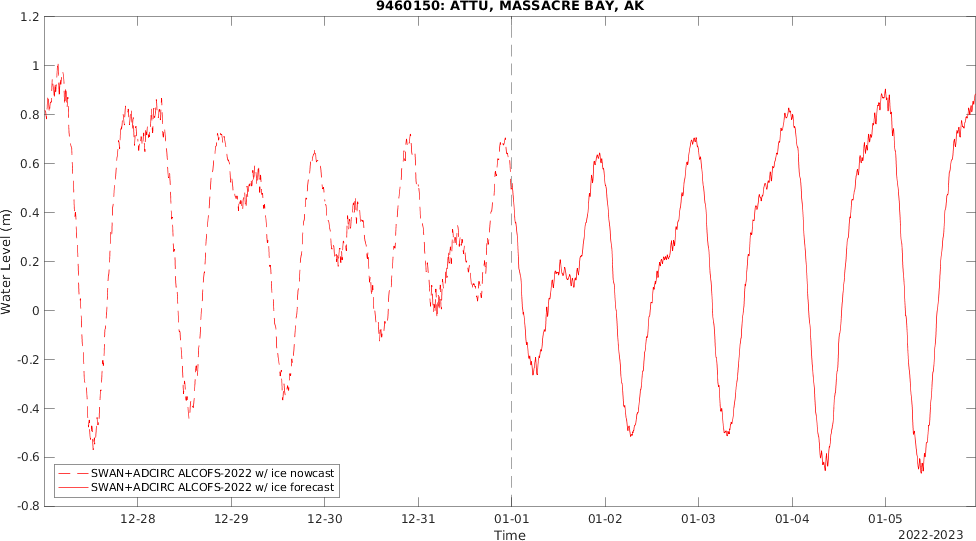 9460150: ATTU, MASSACRE BAY, AK
1.2
1
0.8
0.6
0.4
0.2
0
-0.2
-0.4
-0.6
-0.8
Water Level (m)
SWAN+ADCIRC ALCOFS-2022 w/ ice nowcast
SWAN+ADCIRC ALCOFS-2022 w/ ice forecast
12-28 12-29 12-30 12-31 01-01 01-02 01-03 01-04 01-05
Time
2022-2023